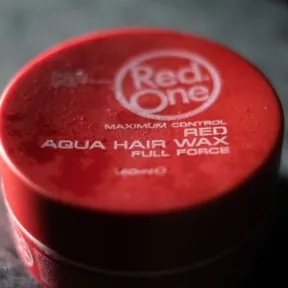 Red
One
MAXIMUM CONTROL
RED
AQUA HAIR WAX
FULL FORCE